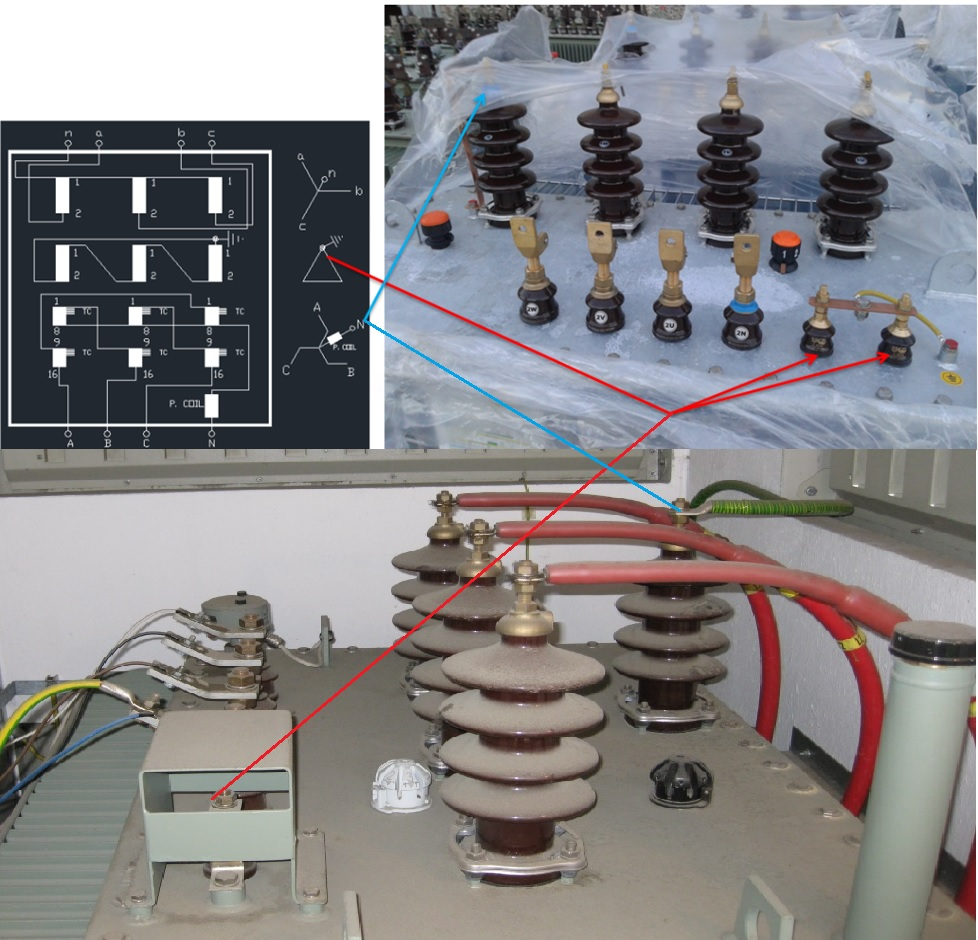 n a b c
1 1 1
2 2 2
a
n
b
c
1 1 1
2 2 2
1 TC 1 TC 1 TC
8 8 8
9 TC 9 TC 9 TC
16 16 16
A
N
P. COIL
C B
P. COIL
A B C N
2W 2V 2U 2N